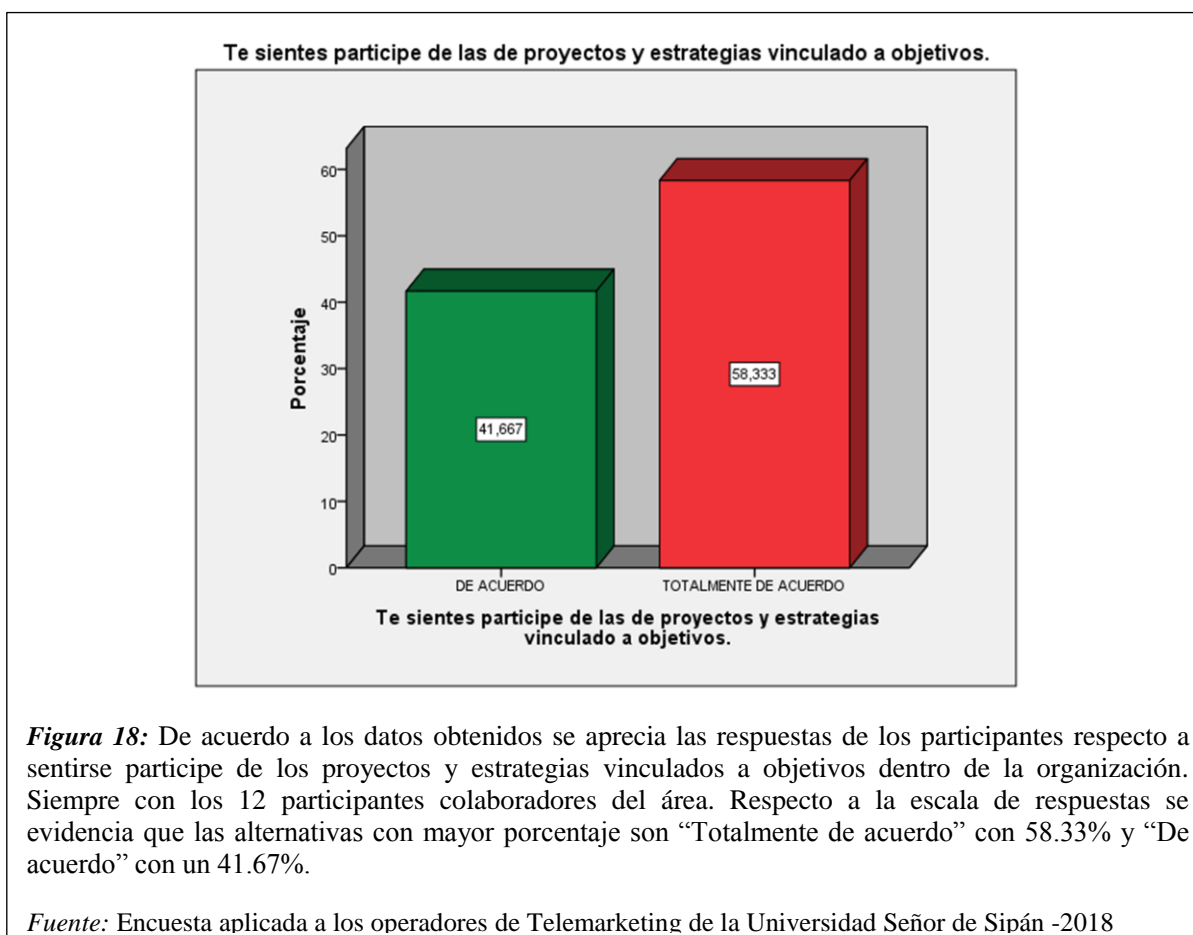 Te sientes participe de las de proyectos y estrategias vinculado a objetivos.
Porcentaje
60
50
40
30
20
10
0
41,667
58,333
DE ACUERDO
TOTALMENTE DE ACUERDO
Te sientes participe de las de proyectos y estrategias
vinculado a objetivos.
Figura 18: De acuerdo a los datos obtenidos se aprecia las respuestas de los participantes respecto a
sentirse participe de los proyectos y estrategias vinculados a objetivos dentro de la organización.
Siempre con los 12 participantes colaboradores del área. Respecto a la escala de respuestas se
evidencia que las alternativas con mayor porcentaje son “Totalmente de acuerdo” con 58.33% y “De
acuerdo” con un 41.67%.
Fuente: Encuesta aplicada a los operadores de Telemarketing de la Universidad Señor de Sipán -2018